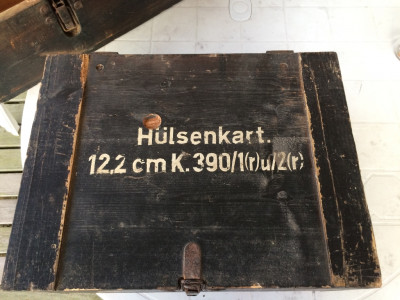 Hülsenkart.
12,2 cm K.390/1(r)u/2(r)